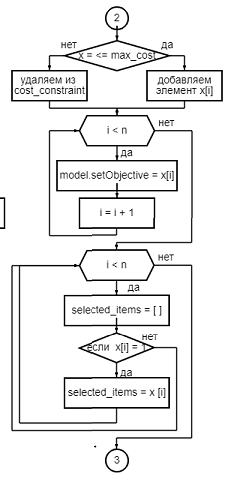 2
нет
да
x = <= max_cost
удаляем из
cost_constraint
добавляем
элемент x[i]
i < n
нет
да
model.setObjective = x[i]
i = i + 1
i < n
нет
да
selected_items = [ ]
нет
если x[i] = 1
да
selected_items = x [i]
3